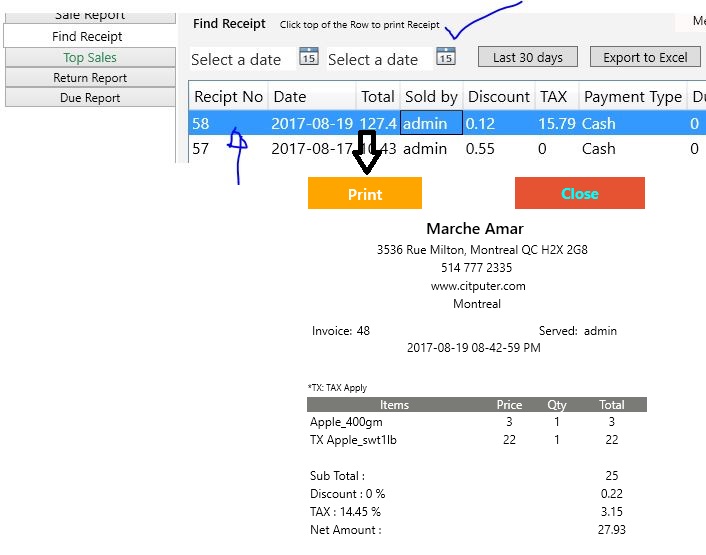 Sale Report
Find Receipt
Top Sales
Return Report
Due Report
Find Receipt Click top of the Row to print Receipt
Select a date 15 Select a date 15 Last 30 days Export to Excel
Recipt No Date Total Sold by Discount TAX Payment Type
58 2017-08-19 127.4 admin 0.12 15.79 Cash 0
57 2017-08-17 10.43 admin 0.55 0 Cash 0
Print Close
Marche Amar
3536 Rue Milton, Montreal QC H2X 2G8
514 777 2335
www.citputer.com
Montreal
Invoice: 48 Served: admin
2017-08-19 08-42-59 PM
*TX: TAX Apply
Items Price Qty Total
Apple_400gm 3 1 3
TX Apple_swt1lb 22 1 22
Sub Total : 25
Discount : 0 % 0.22
TAX : 14.45 % 3.15
Net Amount : 27.93